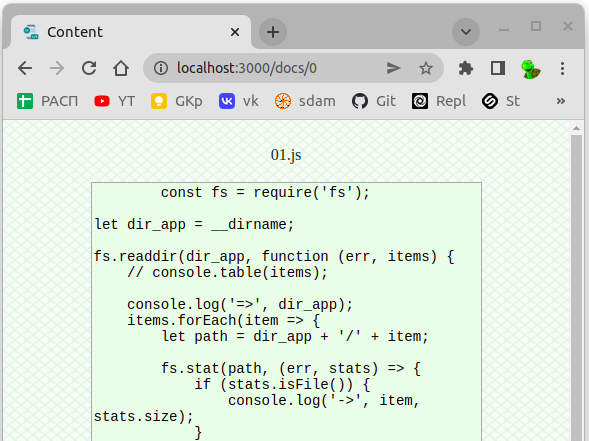 Content
localhost:3000/docs/0
РАСП
YT
GKp
vk
sdam
Git
Repl
St
»
01.js
const fs = require('fs');
let dir_app = __dirname;
fs.readdir(dir_app, function (err, items) {
// console.table(items);
console.log('=>', dir_app);
items.forEach(item => {
let path = dir_app + '/' + item;
fs.stat(path, (err, stats) => {
if (stats.isFile()) {
console.log('->', item,
stats.size);
}